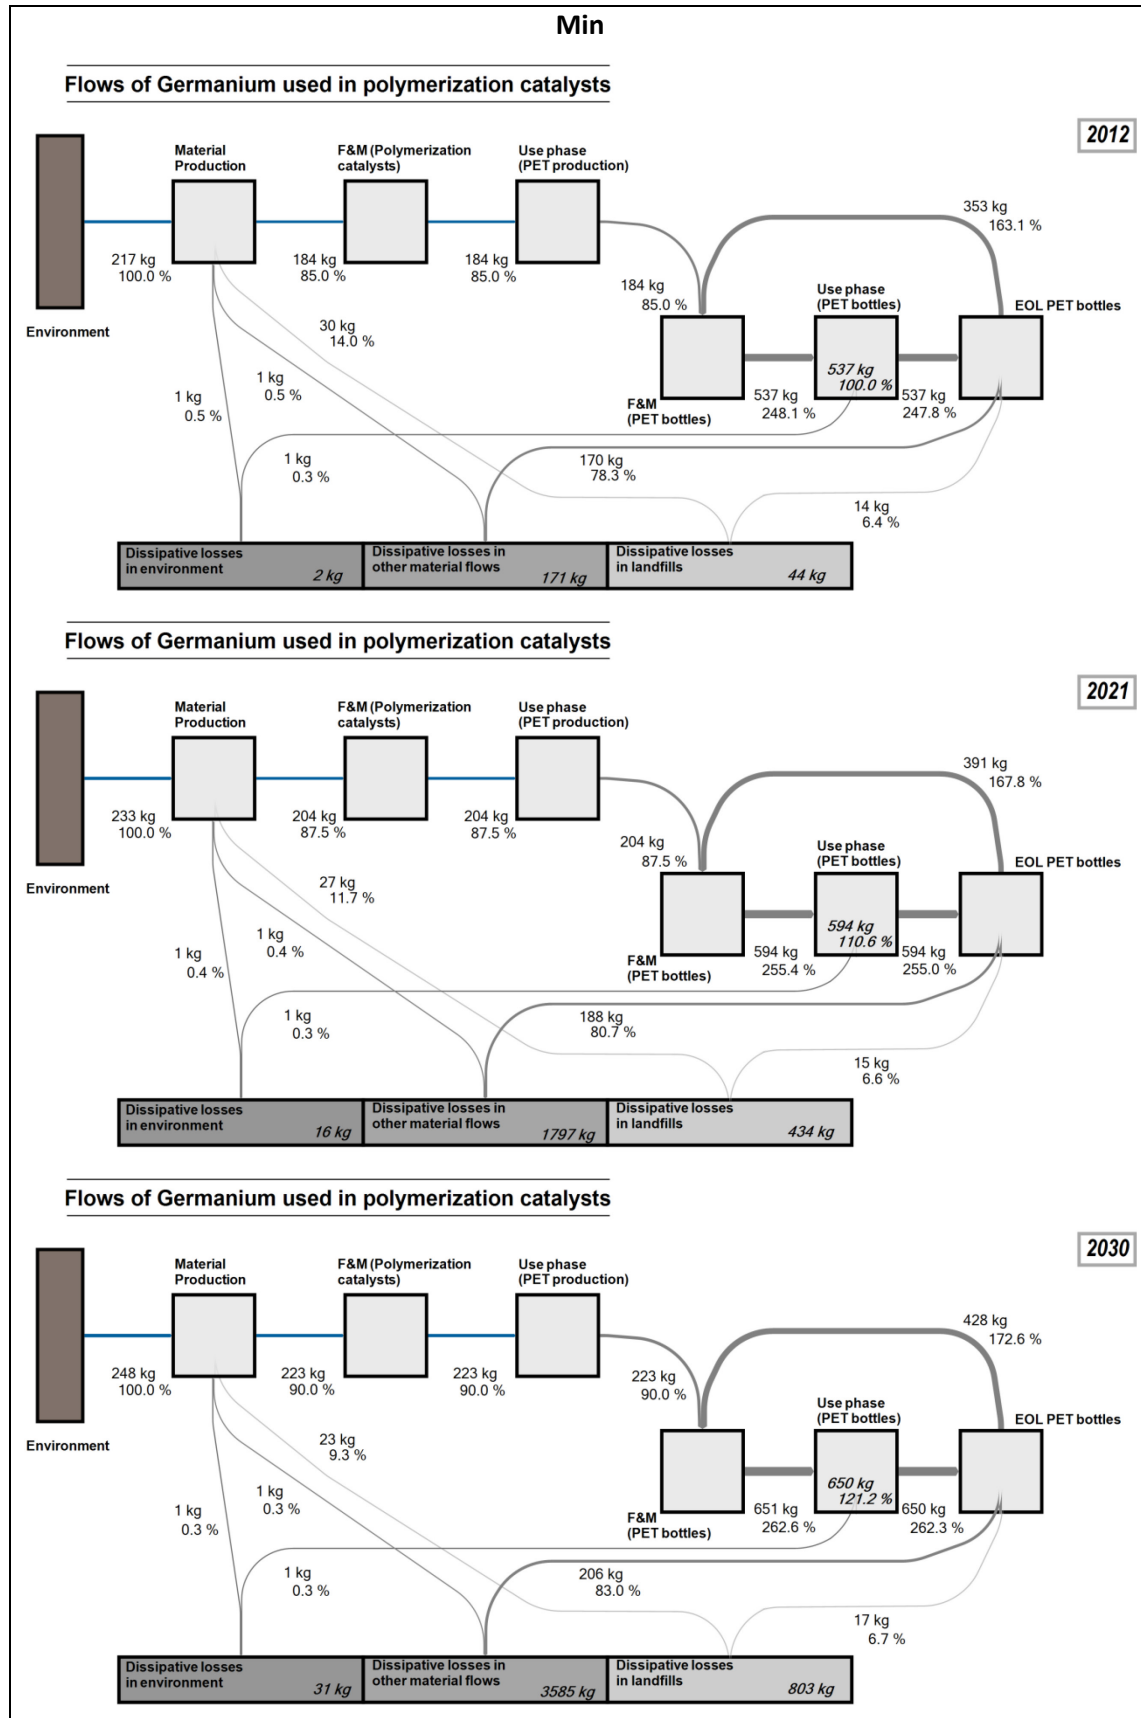 Min
Flows of Germanium used in polymerization catalysts
2012
Material
Production
F&M (Polymerization
catalysts)
Use phase
(PET production)
353 kg
163.1 %
217 kg
100.0 %
184 kg
85.0 %
184 kg
85.0 %
184 kg
85.0 %
Use phase
(PET bottles)
EOL PET bottles
Environment
30 kg
14.0 %
1 kg
0.5 %
1 kg
0.5 %
537 kg
100.0 %
F&M
(PET bottles)
537 kg
248.1 %
537 kg
247.8 %
1 kg
0.3 %
170 kg
78.3 %
14 kg
6.4 %
Dissipative losses
in environment
2 kg
Dissipative losses in
other material flows
171 kg
Dissipative losses
in landfills
44 kg
Flows of Germanium used in polymerization catalysts
2021
Material
Production
F&M (Polymerization
catalysts)
Use phase
(PET production)
391 kg
167.8 %
233 kg
100.0 %
204 kg
87.5 %
204 kg
87.5 %
204 kg
87.5 %
Use phase
(PET bottles)
EOL PET bottles
Environment
27 kg
11.7 %
1 kg
0.4 %
1 kg
0.4 %
594 kg
110.6 %
F&M
(PET bottles)
594 kg
255.4 %
594 kg
255.0 %
1 kg
0.3 %
188 kg
80.7 %
15 kg
6.6 %
Dissipative losses
in environment
16 kg
Dissipative losses in
other material flows
1797 kg
Dissipative losses
in landfills
434 kg
Flows of Germanium used in polymerization catalysts
2030
Material
Production
F&M (Polymerization
catalysts)
Use phase
(PET production)
428 kg
172.6 %
248 kg
100.0 %
223 kg
90.0 %
223 kg
90.0 %
223 kg
90.0 %
Use phase
(PET bottles)
EOL PET bottles
Environment
23 kg
9.3 %
1 kg
0.3 %
1 kg
0.3 %
650 kg
121.2 %
F&M
(PET bottles)
651 kg
262.6 %
650 kg
262.3 %
1 kg
0.3 %
206 kg
83.0 %
17 kg
6.7 %
Dissipative losses
in environment
31 kg
Dissipative losses in
other material flows
3585 kg
Dissipative losses
in landfills
803 kg